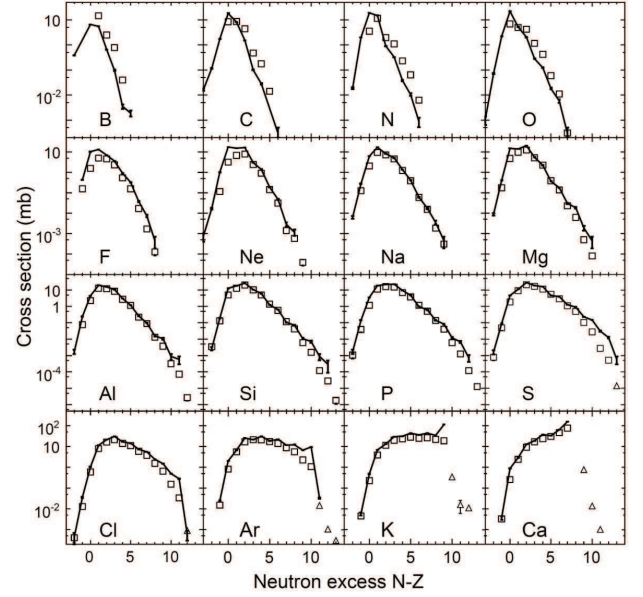 10
10^-2
B
C
N
O
Cross section (mb)
10
10^-3
F
Ne
Na
Mg
10
1
10^-4
Al
Si
P
S
10^2
10
10^-2
Cl
Ar
K
Ca
0 5 10 0 5 10 0 5 10 0 5 10
Neutron excess N-Z